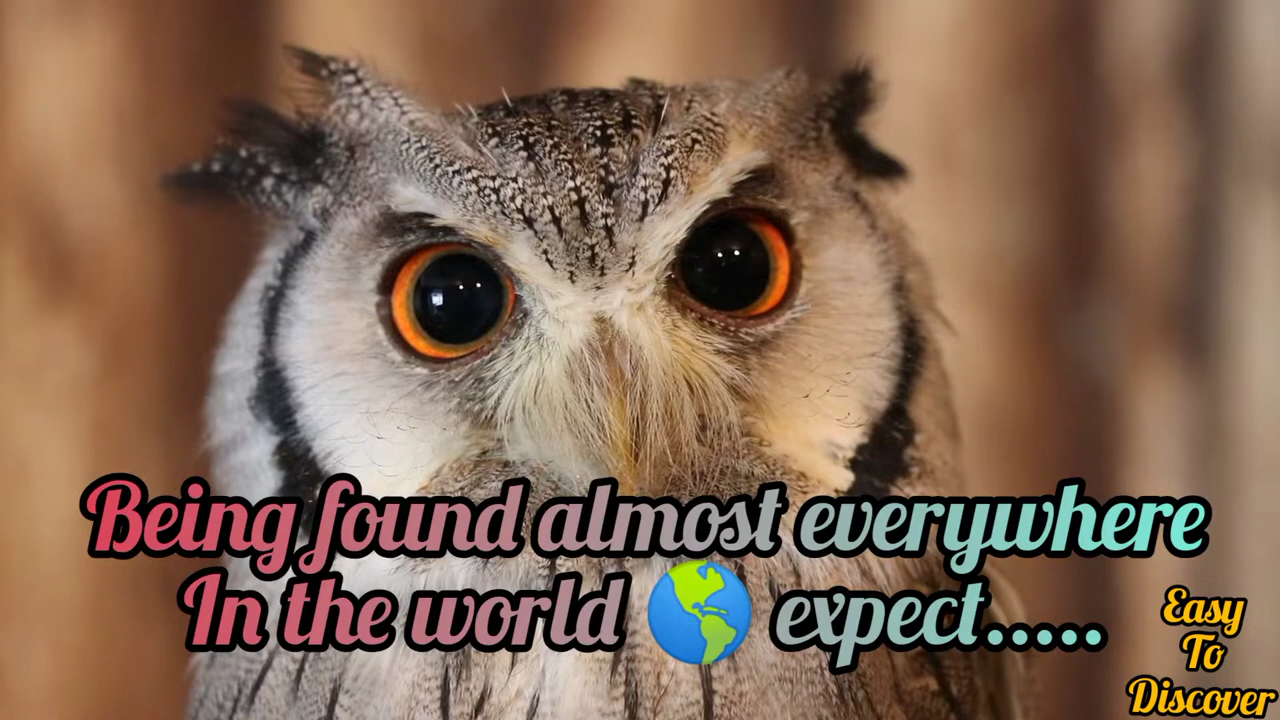 Being found almost everywhere
In the world 🌎 expect.....
Easy
To
Discover